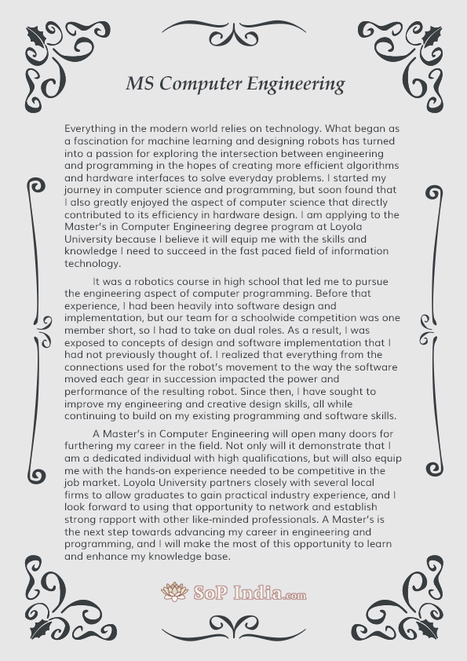 MS Computer Engineering
Everything in the modern world relies on technology. What began as
a fascination for machine learning and designing robots has turned
into a passion for exploring the intersection between engineering
and programming in the hopes of creating more efficient algorithms
and hardware interfaces to solve everyday problems. I started my
journey in computer science and programming, but soon found that
I also greatly enjoyed the aspect of computer science that directly
contributed to its efficiency in hardware design. I am applying to the
Master's in Computer Engineering degree program at Loyola
University because I believe it will equip me with the skills and
knowledge I need to succeed in the fast paced field of information
technology.
It was a robotics course in high school that led me to pursue
the engineering aspect of computer programming. Before that
experience, I had been heavily into software design and
implementation, but our team for a schoolwide competition was one
member short, so I had to take on dual roles. As a result, I was
exposed to concepts of design and software implementation that I
had not previously thought of. I realized that everything from the
connections used for the robot's movement to the way the software
moved each gear in succession impacted the power and
performance of the resulting robot. Since then, I have sought to
improve my engineering and creative design skills, all while
continuing to build on my existing programming and software skills.
A Master's in Computer Engineering will open many doors for
furthering my career in the field. Not only will it demonstrate that I
am a dedicated individual with high qualifications, but will also equip
me with the hands-on experience needed to be competitive in the
job market. Loyola University partners closely with several local
firms to allow graduates to gain practical industry experience, and I
look forward to using that opportunity to network and establish
strong rapport with other like-minded professionals. A Master's is
the next step towards advancing my career in engineering and
programming, and I will make the most of this opportunity to learn
and enhance my knowledge base.
SoP India.com